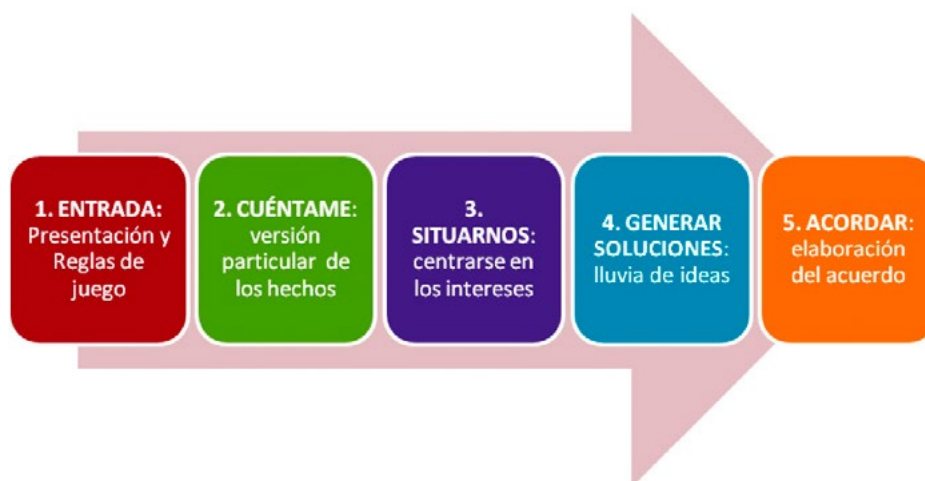 1. ENTRADA:
Presentación y
Reglas de
juego
2. CUÉNTAME:
versión
particular de
los hechos
3.
SITUARNOS:
centrarse en
los intereses
4. GENERAR
SOLUCIONES:
lluvia de ideas
5. ACORDAR:
elaboración
del acuerdo